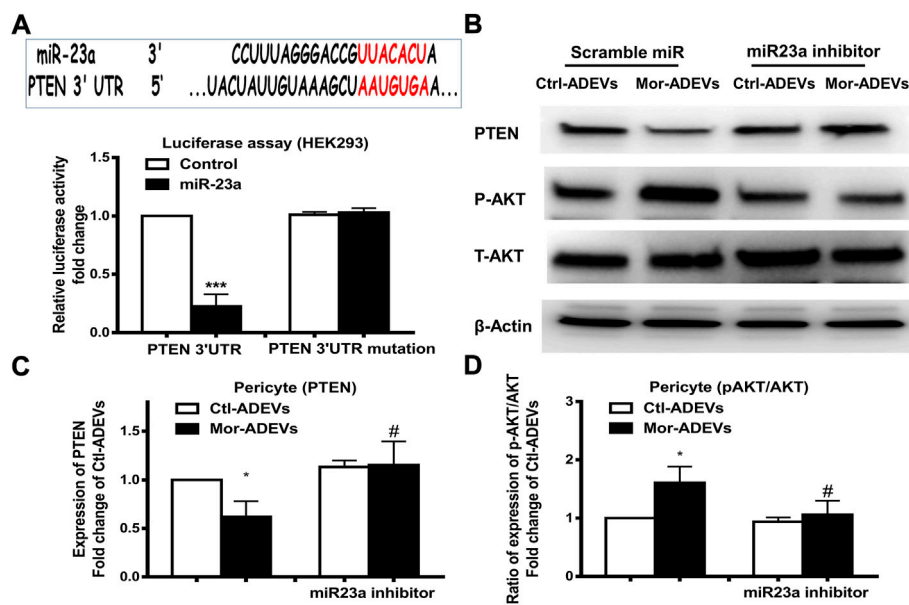 A
miR-23a 3' CCUUUAGGGACCGUUACACUA
PTEN 3' UTR 5' ...UACUAUUGUAAAGCUAAUGUGAA...
Luciferase assay (HEK293)
Control
miR-23a
Relative luciferase activity
fold change
1.5
1.0
0.5
0.0
***
PTEN 3'UTR
PTEN 3'UTR mutation
B
Scramble miR
miR23a inhibitor
Ctrl-ADEVs
Mor-ADEVs
Ctrl-ADEVs
Mor-ADEVs
PTEN
P-AKT
T-AKT
β-Actin
C
Pericyte (PTEN)
Ctl-ADEVs
Mor-ADEVs
Expression of PTEN
Fold change of Ctl-ADEVs
1.5
1.0
0.5
0.0
*
#
miR23a inhibitor
D
Pericyte (pAKT/AKT)
Ctl-ADEVs
Mor-ADEVs
Ratio of expression of p-AKT/AKT
Fold change of Ctl-ADEVs
3
2
1
0
*
#
miR23a inhibitor